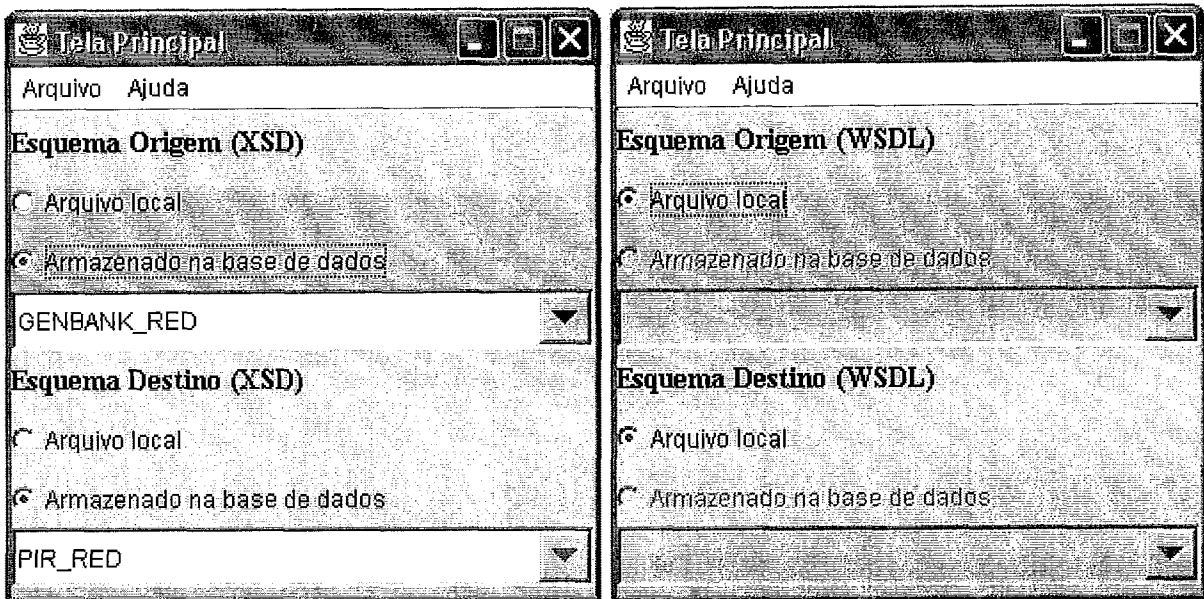 Tela Principal
Arquivo Ajuda
Esquema Origem (XSD)
Arquivo local
Armazenado na base de dados
GENBANK_RED
Esquema Destino (XSD)
Arquivo local
Armazenado na base de dados
PIR_RED
Tela Principal
Arquivo Ajuda
Esquema Origem (WSDL)
Arquivo local
Armazenado na base de dados
Esquema Destino (WSDL)
Arquivo local
Armazenado na base de dados